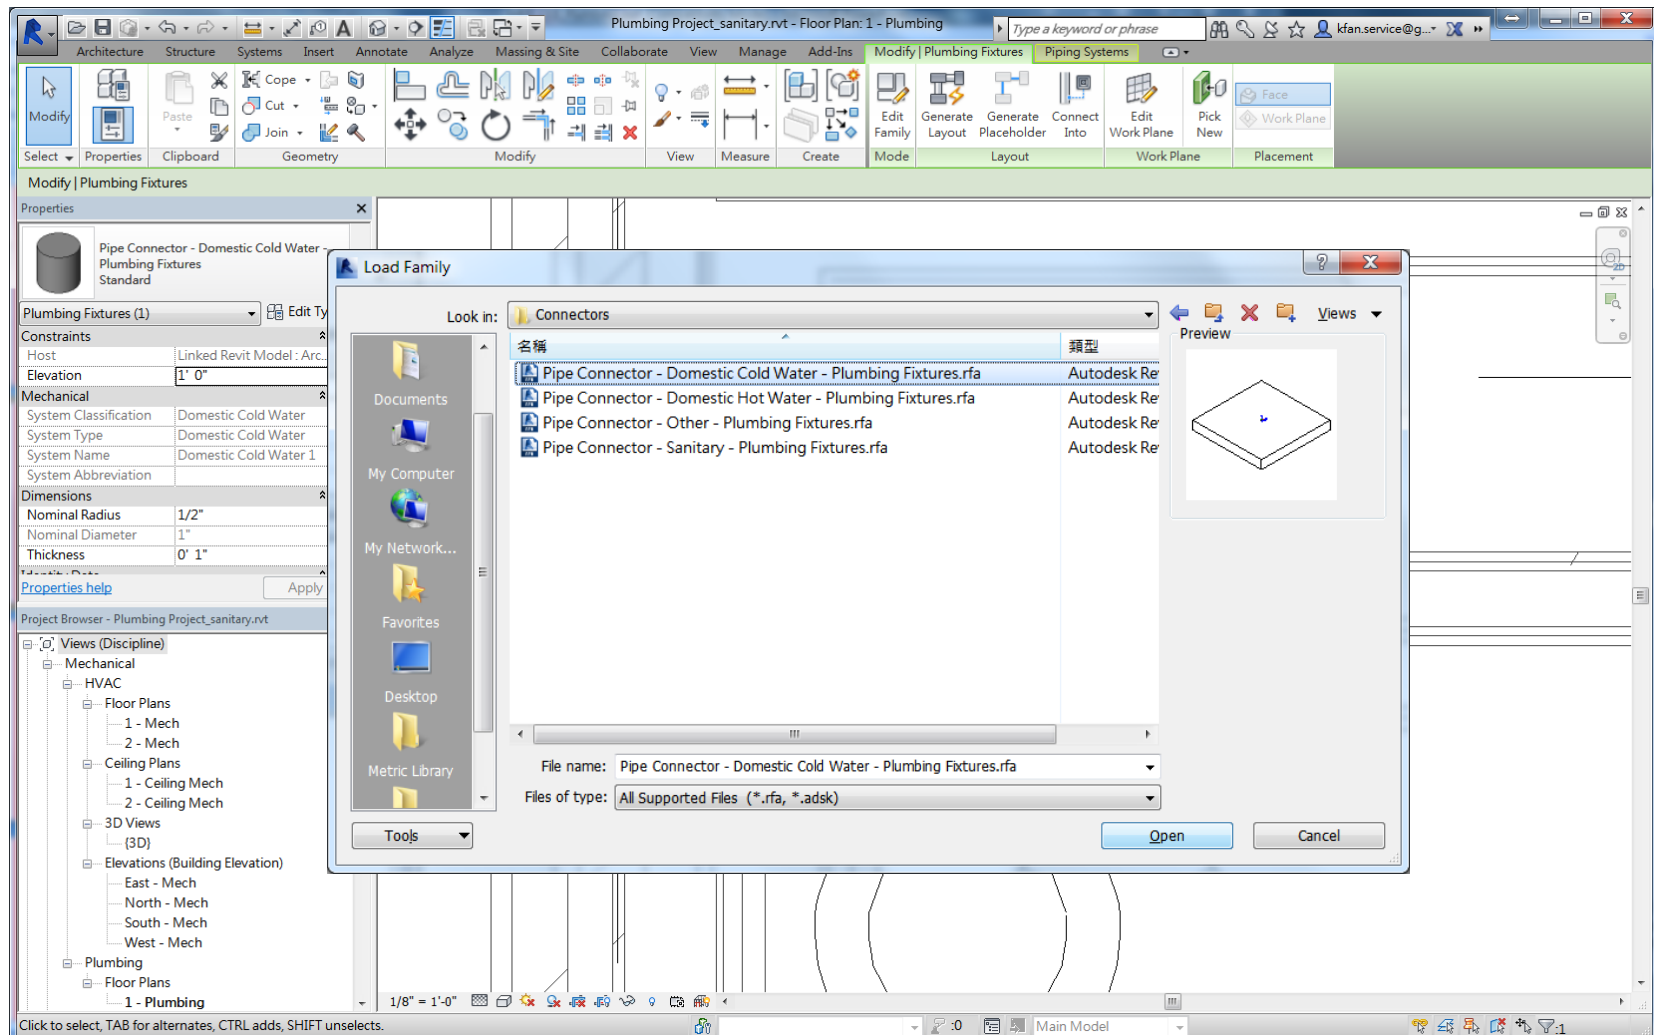 Plumbing Project_sanitary.rvt - Floor Plan: 1 - Plumbing
Type a keyword or phrase
kfan.service@g...
Architecture Structure Systems Insert Annotate Analyze Massing & Site Collaborate View Manage Add-Ins Modify | Plumbing Fixtures Piping Systems
Modify
Paste
Cope
Cut
Join
Edit Family
Generate Layout
Generate Placeholder
Connect Into
Edit Work Plane
Pick New
Face
Work Plane
Select Properties Clipboard Geometry Modify View Measure Create Mode Layout Work Plane Placement
Modify | Plumbing Fixtures
Properties
Pipe Connector - Domestic Cold Water -
Plumbing Fixtures
Standard
Plumbing Fixtures (1)
Edit Ty
Constraints
Host Linked Revit Model : Arc...
Elevation 1' 0"
Mechanical
System Classification Domestic Cold Water
System Type Domestic Cold Water
System Name Domestic Cold Water 1
System Abbreviation
Dimensions
Nominal Radius 1/2"
Nominal Diameter 1"
Thickness 0' 1"
Identity Data
Properties help
Apply
Project Browser - Plumbing Project_sanitary.rvt
Views (Discipline)
Mechanical
HVAC
Floor Plans
1 - Mech
2 - Mech
Ceiling Plans
1 - Ceiling Mech
2 - Ceiling Mech
3D Views
{3D}
Elevations (Building Elevation)
East - Mech
North - Mech
South - Mech
West - Mech
Plumbing
Floor Plans
1 - Plumbing
Load Family
Look in: Connectors
Views
Preview
名稱 類型
Pipe Connector - Domestic Cold Water - Plumbing Fixtures.rfa Autodesk Re
Pipe Connector - Domestic Hot Water - Plumbing Fixtures.rfa Autodesk Re
Pipe Connector - Other - Plumbing Fixtures.rfa Autodesk Re
Pipe Connector - Sanitary - Plumbing Fixtures.rfa Autodesk Re
Documents
My Computer
My Network...
Favorites
Desktop
Metric Library
File name: Pipe Connector - Domestic Cold Water - Plumbing Fixtures.rfa
Files of type: All Supported Files (*.rfa, *.adsk)
Tools
Open
Cancel
2D
1/8" = 1'-0"
Click to select, TAB for alternates, CTRL adds, SHIFT unselects.
:0
Main Model
:1